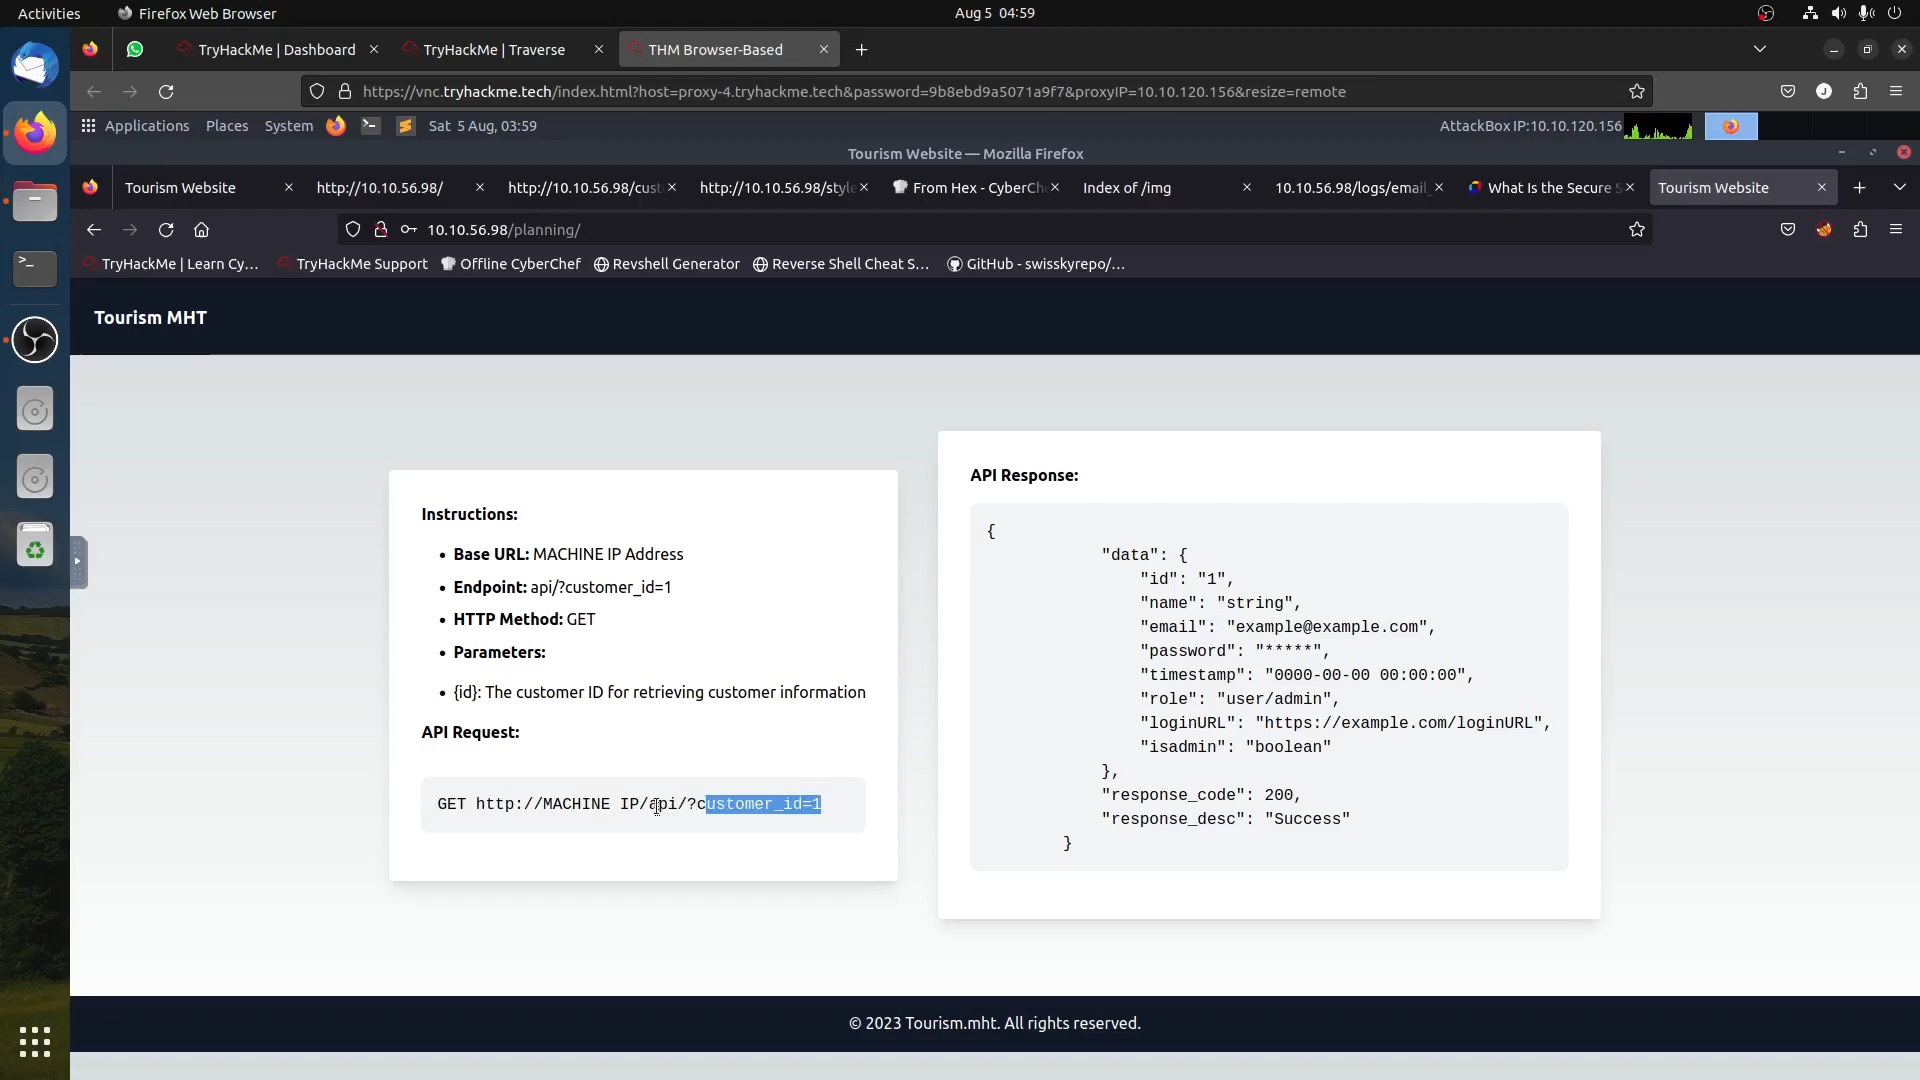 Activities Firefox Web Browser Aug 5 04:59
TryHackMe | Dashboard TryHackMe | Traverse THM Browser-Based
https://vnc.tryhackme.tech/index.html?host=proxy-4.tryhackme.tech&password=9b8ebd9a5071a9f7&proxyIP=10.10.120.156&resize=remote
Applications Places System Sat 5 Aug, 03:59 AttackBox IP:10.10.120.156
Tourism Website — Mozilla Firefox
Tourism Website http://10.10.56.98/ http://10.10.56.98/cust http://10.10.56.98/style From Hex - CyberChe Index of /img 10.10.56.98/logs/email_ What Is the Secure S Tourism Website
10.10.56.98/planning/
TryHackMe | Learn Cy... TryHackMe Support Offline CyberChef Revshell Generator Reverse Shell Cheat S... GitHub - swisskyrepo/...
Tourism MHT
Instructions:
• Base URL: MACHINE IP Address
• Endpoint: api/?customer_id=1
• HTTP Method: GET
• Parameters:
• {id}: The customer ID for retrieving customer information
API Request:
GET http://MACHINE IP/api/?customer_id=1
API Response:
{
"data": {
"id": "1",
"name": "string",
"email": "example@example.com",
"password": "*****",
"timestamp": "0000-00-00 00:00:00",
"role": "user/admin",
"loginURL": "https://example.com/loginURL",
"isadmin": "boolean"
},
"response_code": 200,
"response_desc": "Success"
}
© 2023 Tourism.mht. All rights reserved.